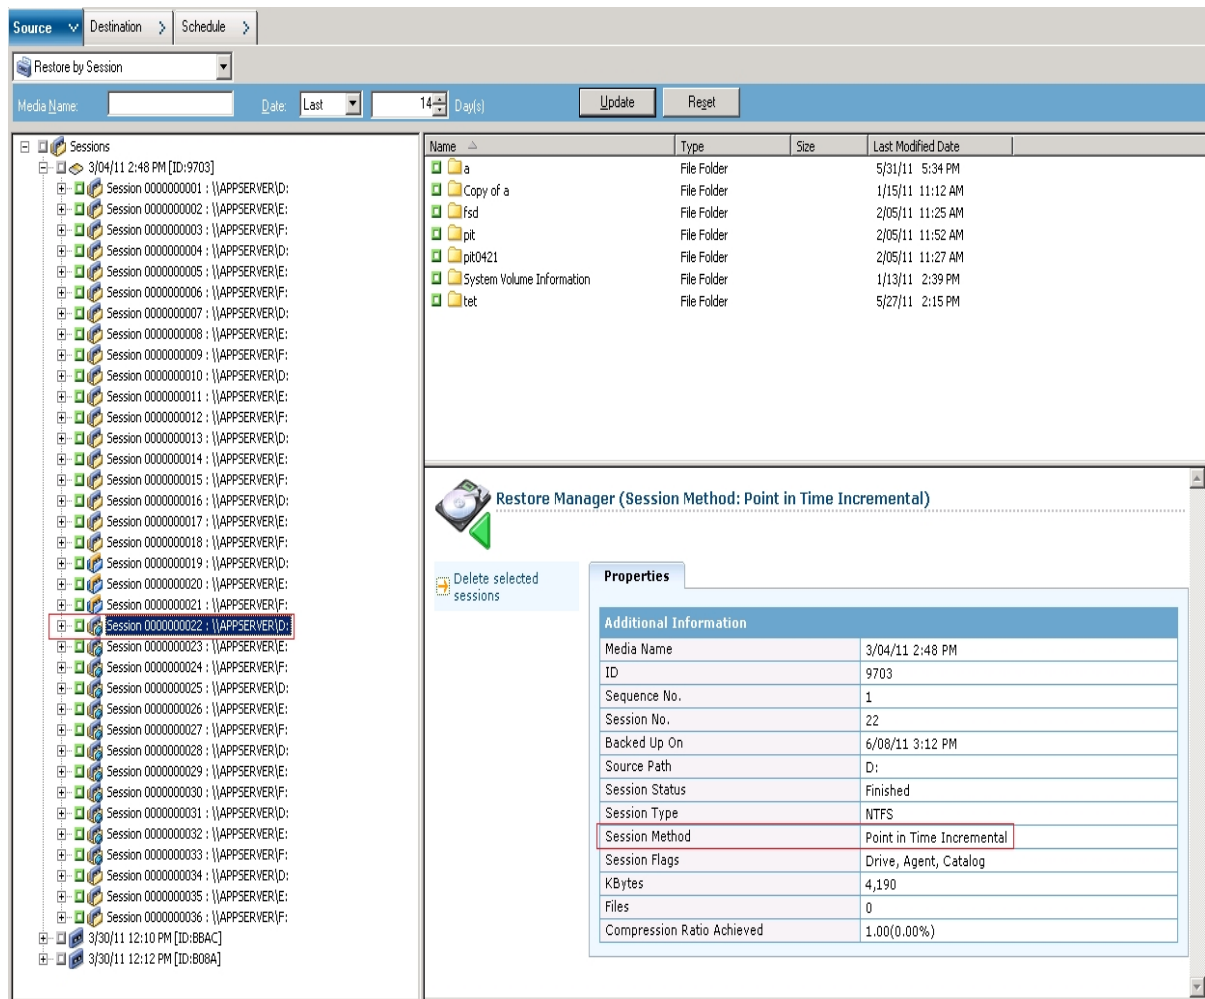 Source Destination Schedule
Restore by Session
Media Name: Date: Last 14 Day(s) Update Reset
Sessions
3/04/11 2:48 PM [ID:9703]
Session 0000000001 : \\APPSERVER\D:
Session 0000000002 : \\APPSERVER\E:
Session 0000000003 : \\APPSERVER\F:
Session 0000000004 : \\APPSERVER\D:
Session 0000000005 : \\APPSERVER\E:
Session 0000000006 : \\APPSERVER\F:
Session 0000000007 : \\APPSERVER\D:
Session 0000000008 : \\APPSERVER\E:
Session 0000000009 : \\APPSERVER\F:
Session 0000000010 : \\APPSERVER\D:
Session 0000000011 : \\APPSERVER\E:
Session 0000000012 : \\APPSERVER\F:
Session 0000000013 : \\APPSERVER\D:
Session 0000000014 : \\APPSERVER\E:
Session 0000000015 : \\APPSERVER\F:
Session 0000000016 : \\APPSERVER\D:
Session 0000000017 : \\APPSERVER\E:
Session 0000000018 : \\APPSERVER\F:
Session 0000000019 : \\APPSERVER\D:
Session 0000000020 : \\APPSERVER\E:
Session 0000000021 : \\APPSERVER\F:
Session 0000000022 : \\APPSERVER\D:
Session 0000000023 : \\APPSERVER\E:
Session 0000000024 : \\APPSERVER\F:
Session 0000000025 : \\APPSERVER\D:
Session 0000000026 : \\APPSERVER\E:
Session 0000000027 : \\APPSERVER\F:
Session 0000000028 : \\APPSERVER\D:
Session 0000000029 : \\APPSERVER\E:
Session 0000000030 : \\APPSERVER\F:
Session 0000000031 : \\APPSERVER\D:
Session 0000000032 : \\APPSERVER\E:
Session 0000000033 : \\APPSERVER\F:
Session 0000000034 : \\APPSERVER\D:
Session 0000000035 : \\APPSERVER\E:
Session 0000000036 : \\APPSERVER\F:
3/30/11 12:10 PM [ID:BBAC]
3/30/11 12:12 PM [ID:B08A]
Name Type Size Last Modified Date
a File Folder 5/31/11 5:34 PM
Copy of a File Folder 1/15/11 11:12 AM
fsd File Folder 2/05/11 11:25 AM
pit File Folder 2/05/11 11:52 AM
pit0421 File Folder 2/05/11 11:27 AM
System Volume Information File Folder 1/13/11 2:39 PM
tet File Folder 5/27/11 2:15 PM
Restore Manager (Session Method: Point in Time Incremental)
Delete selected
sessions
Properties
Additional Information
Media Name 3/04/11 2:48 PM
ID 9703
Sequence No. 1
Session No. 22
Backed Up On 6/08/11 3:12 PM
Source Path D:
Session Status Finished
Session Type NTFS
Session Method Point in Time Incremental
Session Flags Drive, Agent, Catalog
KBytes 4,190
Files 0
Compression Ratio Achieved 1.00(0.00%)